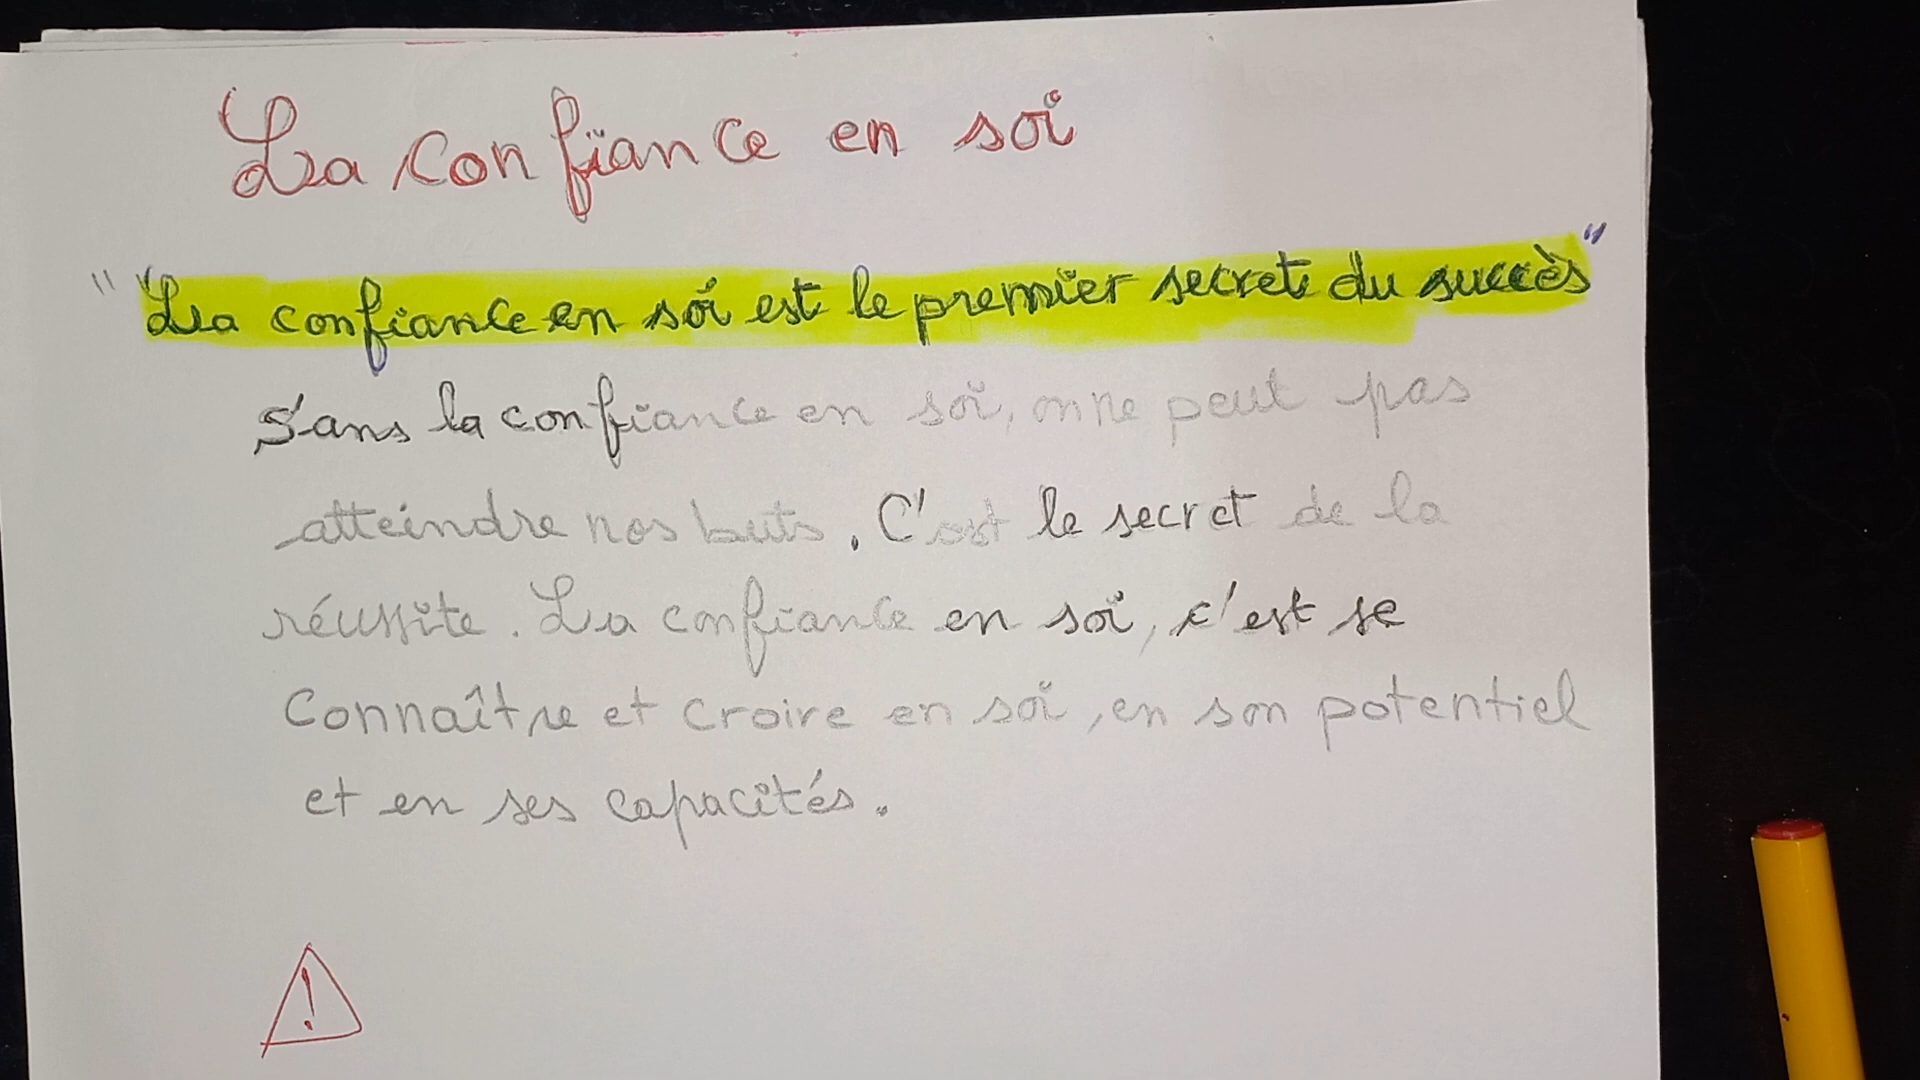 La confiance en soi
"La confiance en soi est le premier secret du succès"
Sans la confiance en soi, on ne peut pas
atteindre nos buts. C'est le secret de la
réussite. La confiance en soi, c'est se
connaître et croire en soi, en son potentiel
et en ses capacités.
!